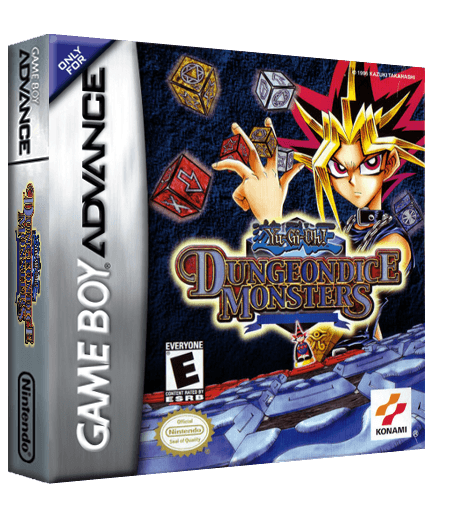 GAME BOY
ADVANCE
Nintendo
ONLY
FOR
GAME BOY ADVANCE
© 1996 KAZUKI TAKAHASHI
Yu-Gi-Oh!
DUNGEONDICE
MONSTERS
EVERYONE
E
CONTENT RATED BY
ESRB
Official
Nintendo
Seal of Quality
KONAMI